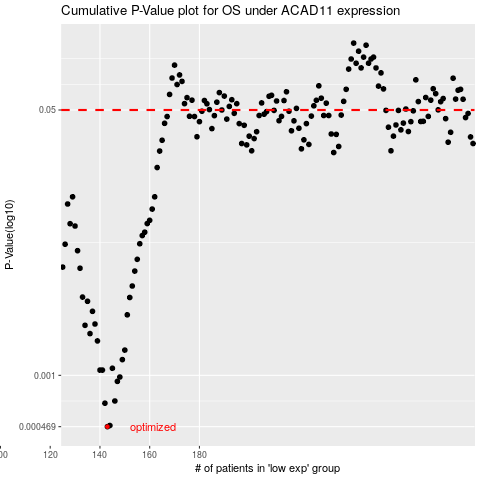 Cumulative P-Value plot for OS under ACAD11 expression
P-Value(log10)
0.05
0.001
0.000469
optimized
00 120 140 160 180
# of patients in 'low exp' group